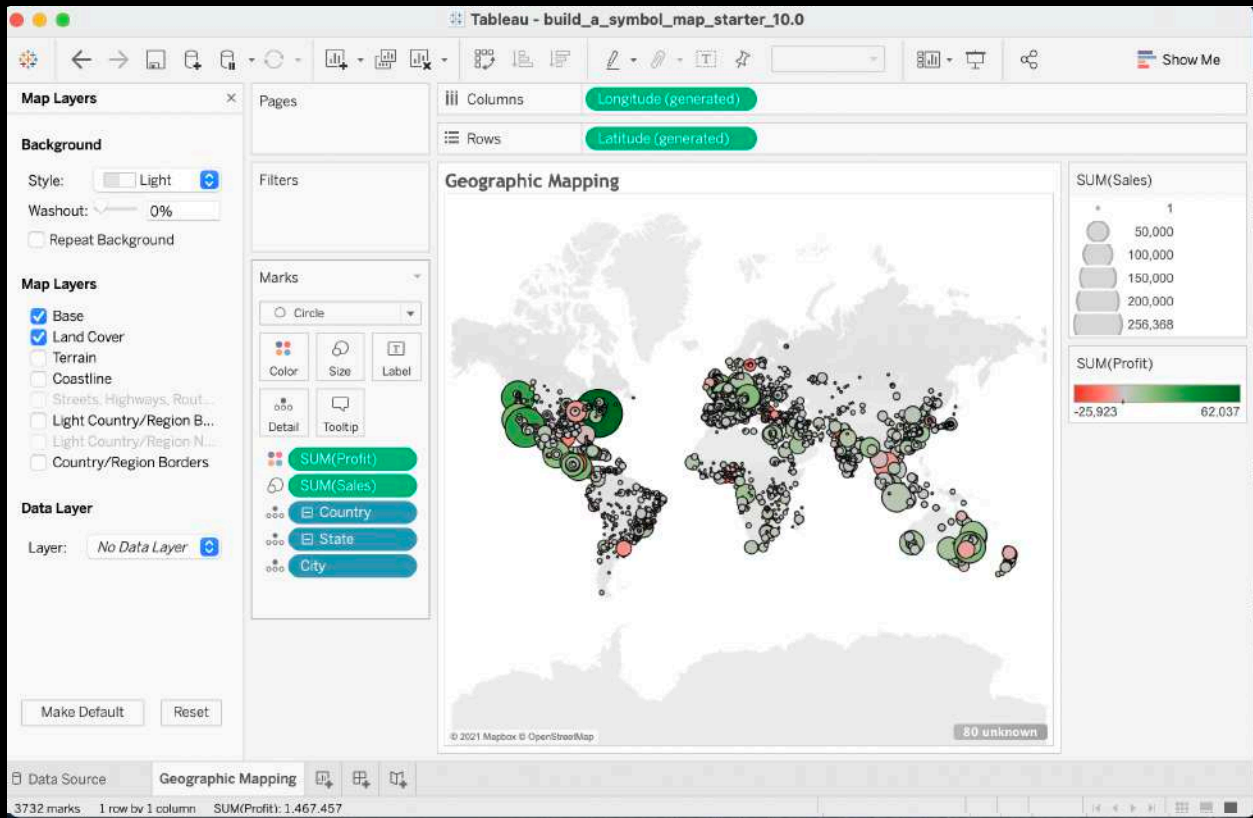 Tableau - build_a_symbol_map_starter_10.0
Show Me
Map Layers
Background
Style: Light
Washout: 0%
Repeat Background
Map Layers
Base
Land Cover
Terrain
Coastline
Streets, Highways, Rout...
Light Country/Region B...
Light Country/Region N...
Country/Region Borders
Data Layer
Layer: No Data Layer
Make Default Reset
Pages
Filters
Marks
Circle
Color Size Label
Detail Tooltip
SUM(Profit)
SUM(Sales)
Country
State
City
Columns Longitude (generated)
Rows Latitude (generated)
Geographic Mapping
© 2021 Mapbox © OpenStreetMap
80 unknown
SUM(Sales)
1
50,000
100,000
150,000
200,000
256,368
SUM(Profit)
-25,923 62,037
Data Source Geographic Mapping
3732 marks 1 row by 1 column SUM(Profit): 1.467.457